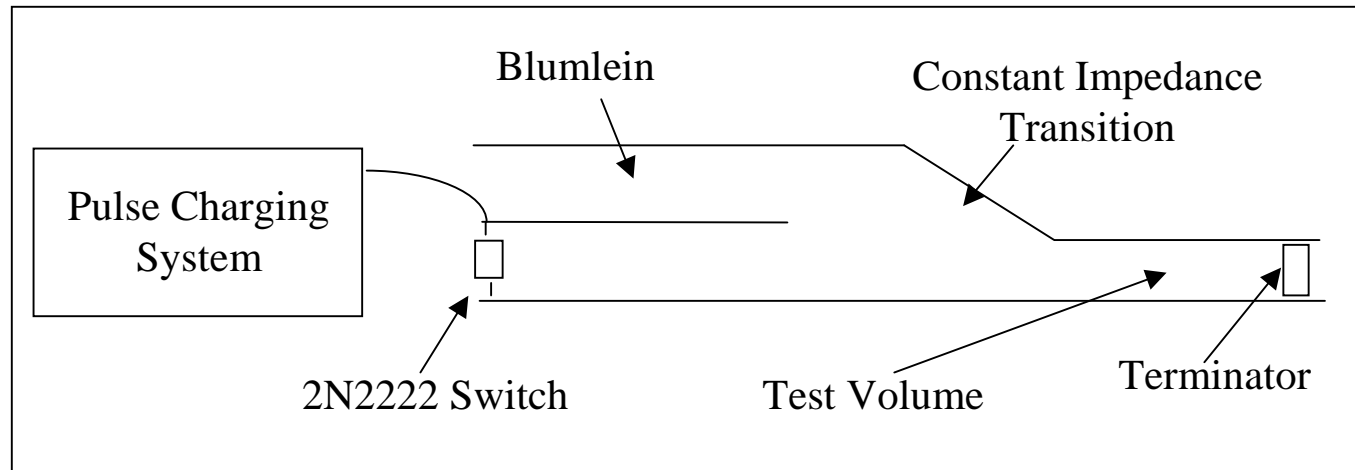 Blumlein
Constant Impedance
Transition
Pulse Charging
System
2N2222 Switch
Test Volume
Terminator